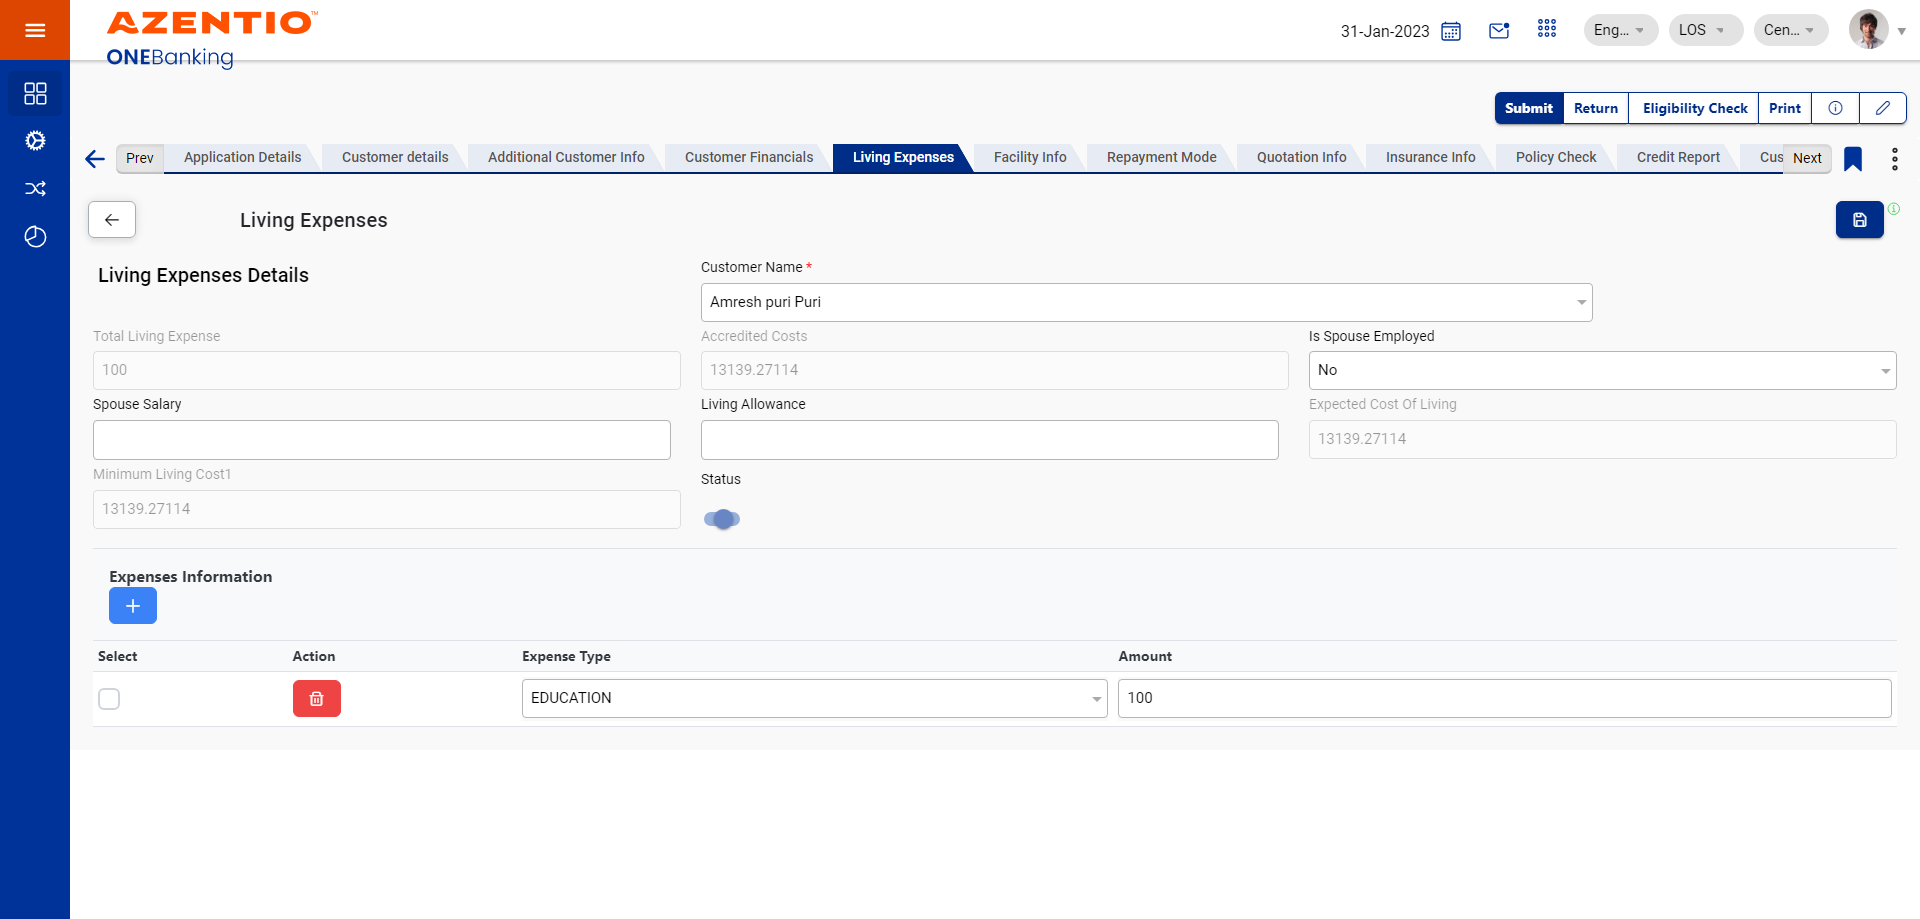 AZENTIO™
ONEBanking
31-Jan-2023
Eng...
LOS
Cen...
Submit
Return
Eligibility Check
Print
Prev
Application Details
Customer details
Additional Customer Info
Customer Financials
Living Expenses
Facility Info
Repayment Mode
Quotation Info
Insurance Info
Policy Check
Credit Report
Cus
Next
Living Expenses
Living Expenses Details
Customer Name *
Amresh puri Puri
Total Living Expense
100
Accredited Costs
13139.27114
Is Spouse Employed
No
Spouse Salary
Living Allowance
Expected Cost Of Living
13139.27114
Minimum Living Cost1
13139.27114
Status
Expenses Information
Select
Action
Expense Type
Amount
EDUCATION
100